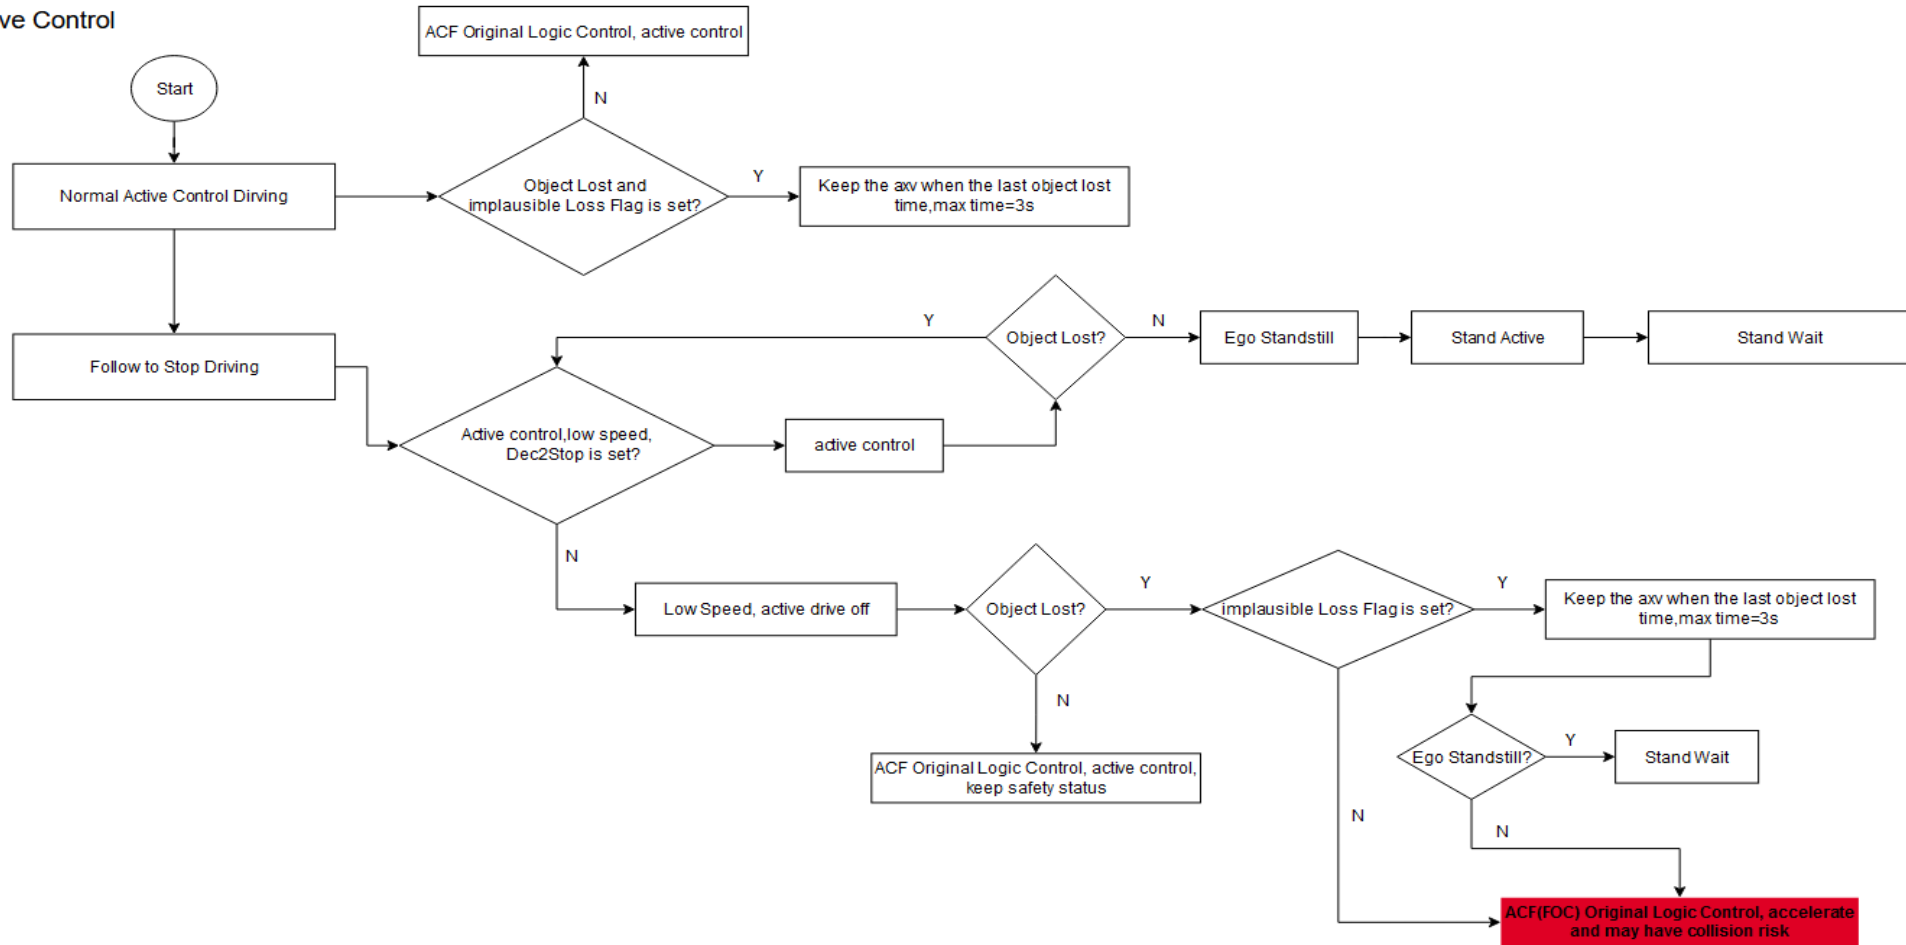 ve Control
ACF Original Logic Control, active control
Start
N
Normal Active Control Dirving
Object Lost and
implausible Loss Flag is set?
Y
Keep the axv when the last object lost
time,max time=3s
Follow to Stop Driving
Y
Object Lost?
N
Ego Standstill
Stand Active
Stand Wait
Active control,low speed,
Dec2Stop is set?
active control
N
Low Speed, active drive off
Object Lost?
Y
implausible Loss Flag is set?
Y
Keep the axv when the last object lost
time,max time=3s
N
ACF Original Logic Control, active control,
keep safety status
Ego Standstill?
Y
Stand Wait
N
N
ACF(FOC) Original Logic Control, accelerate
and may have collision risk